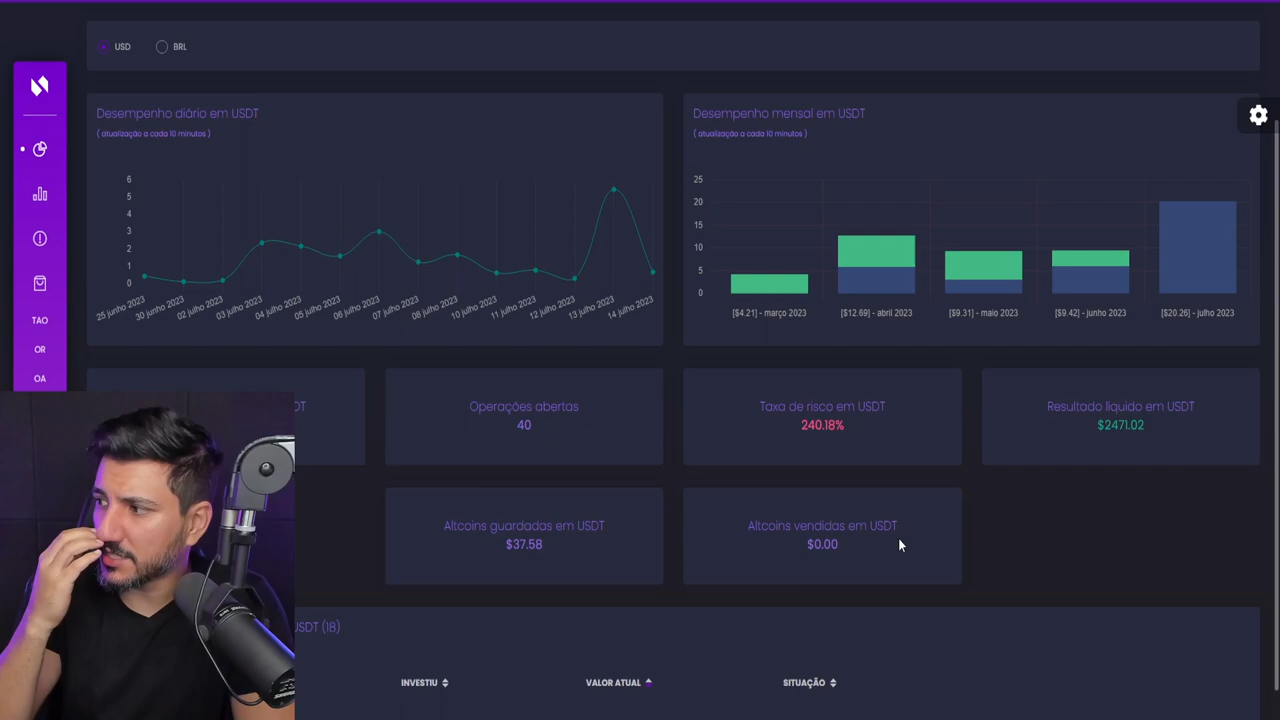 USD
BRL
Desempenho diário em USDT
( atualização a cada 10 minutos )
6
5
4
3
2
1
0
25 junho 2023
30 junho 2023
02 julho 2023
03 julho 2023
04 julho 2023
05 julho 2023
06 julho 2023
07 julho 2023
08 julho 2023
10 julho 2023
11 julho 2023
12 julho 2023
13 julho 2023
14 julho 2023
Desempenho mensal em USDT
( atualização a cada 10 minutos )
25
20
15
10
5
0
[$4.21] - março 2023
[$12.69] - abril 2023
[$9.31] - maio 2023
[$9.42] - junho 2023
[$20.26] - julho 2023
TAO
OR
OA
DT
Operações abertas
40
Taxa de risco em USDT
240.18%
Resultado liquido em USDT
$2471.02
Altcoins guardadas em USDT
$37.58
Altcoins vendidas em USDT
$0.00
USDT (18)
INVESTIU
VALOR ATUAL
SITUAÇÃO